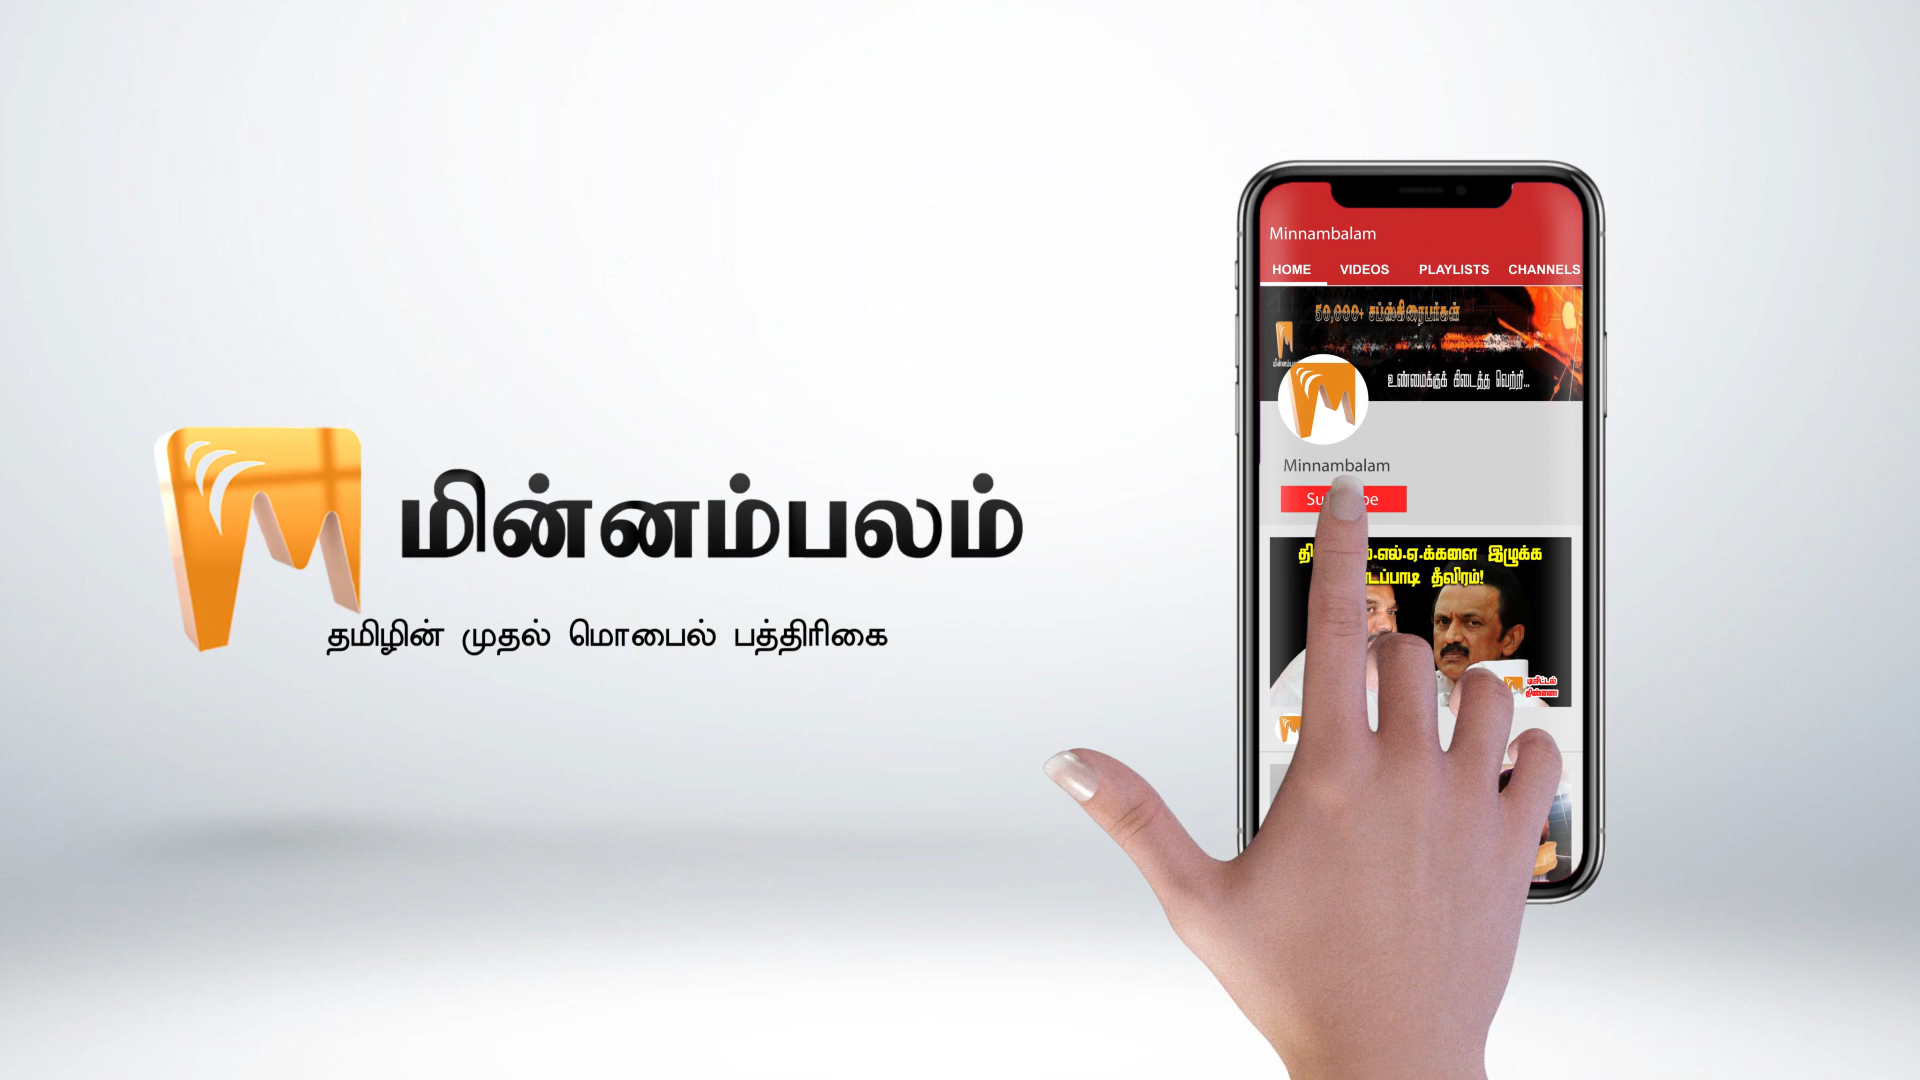 மின்னம்பலம்
தமிழின் முதல் மொபைல் பத்திரிகை
Minnambalam
HOME VIDEOS PLAYLISTS CHANNELS
50,000+ சப்ஸ்கிரைபர்கள்
உண்மைக்குக் கிடைத்த வெற்றி...
Minnambalam
எல்.ஏ.க்களை இழுக்க
தீவிரம்!
டிஜிட்டல்
திண்ணை